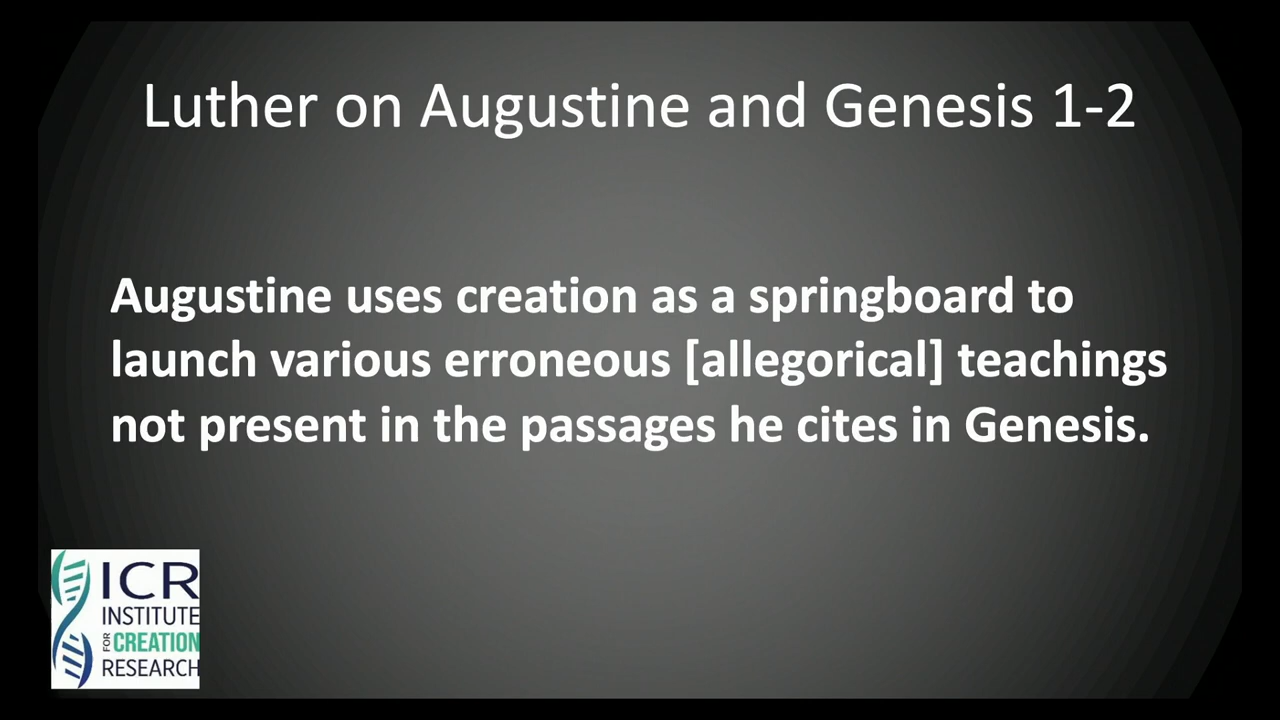 Luther on Augustine and Genesis 1-2
Augustine uses creation as a springboard to
launch various erroneous [allegorical] teachings
not present in the passages he cites in Genesis.
ICR
INSTITUTE
FOR CREATION
RESEARCH